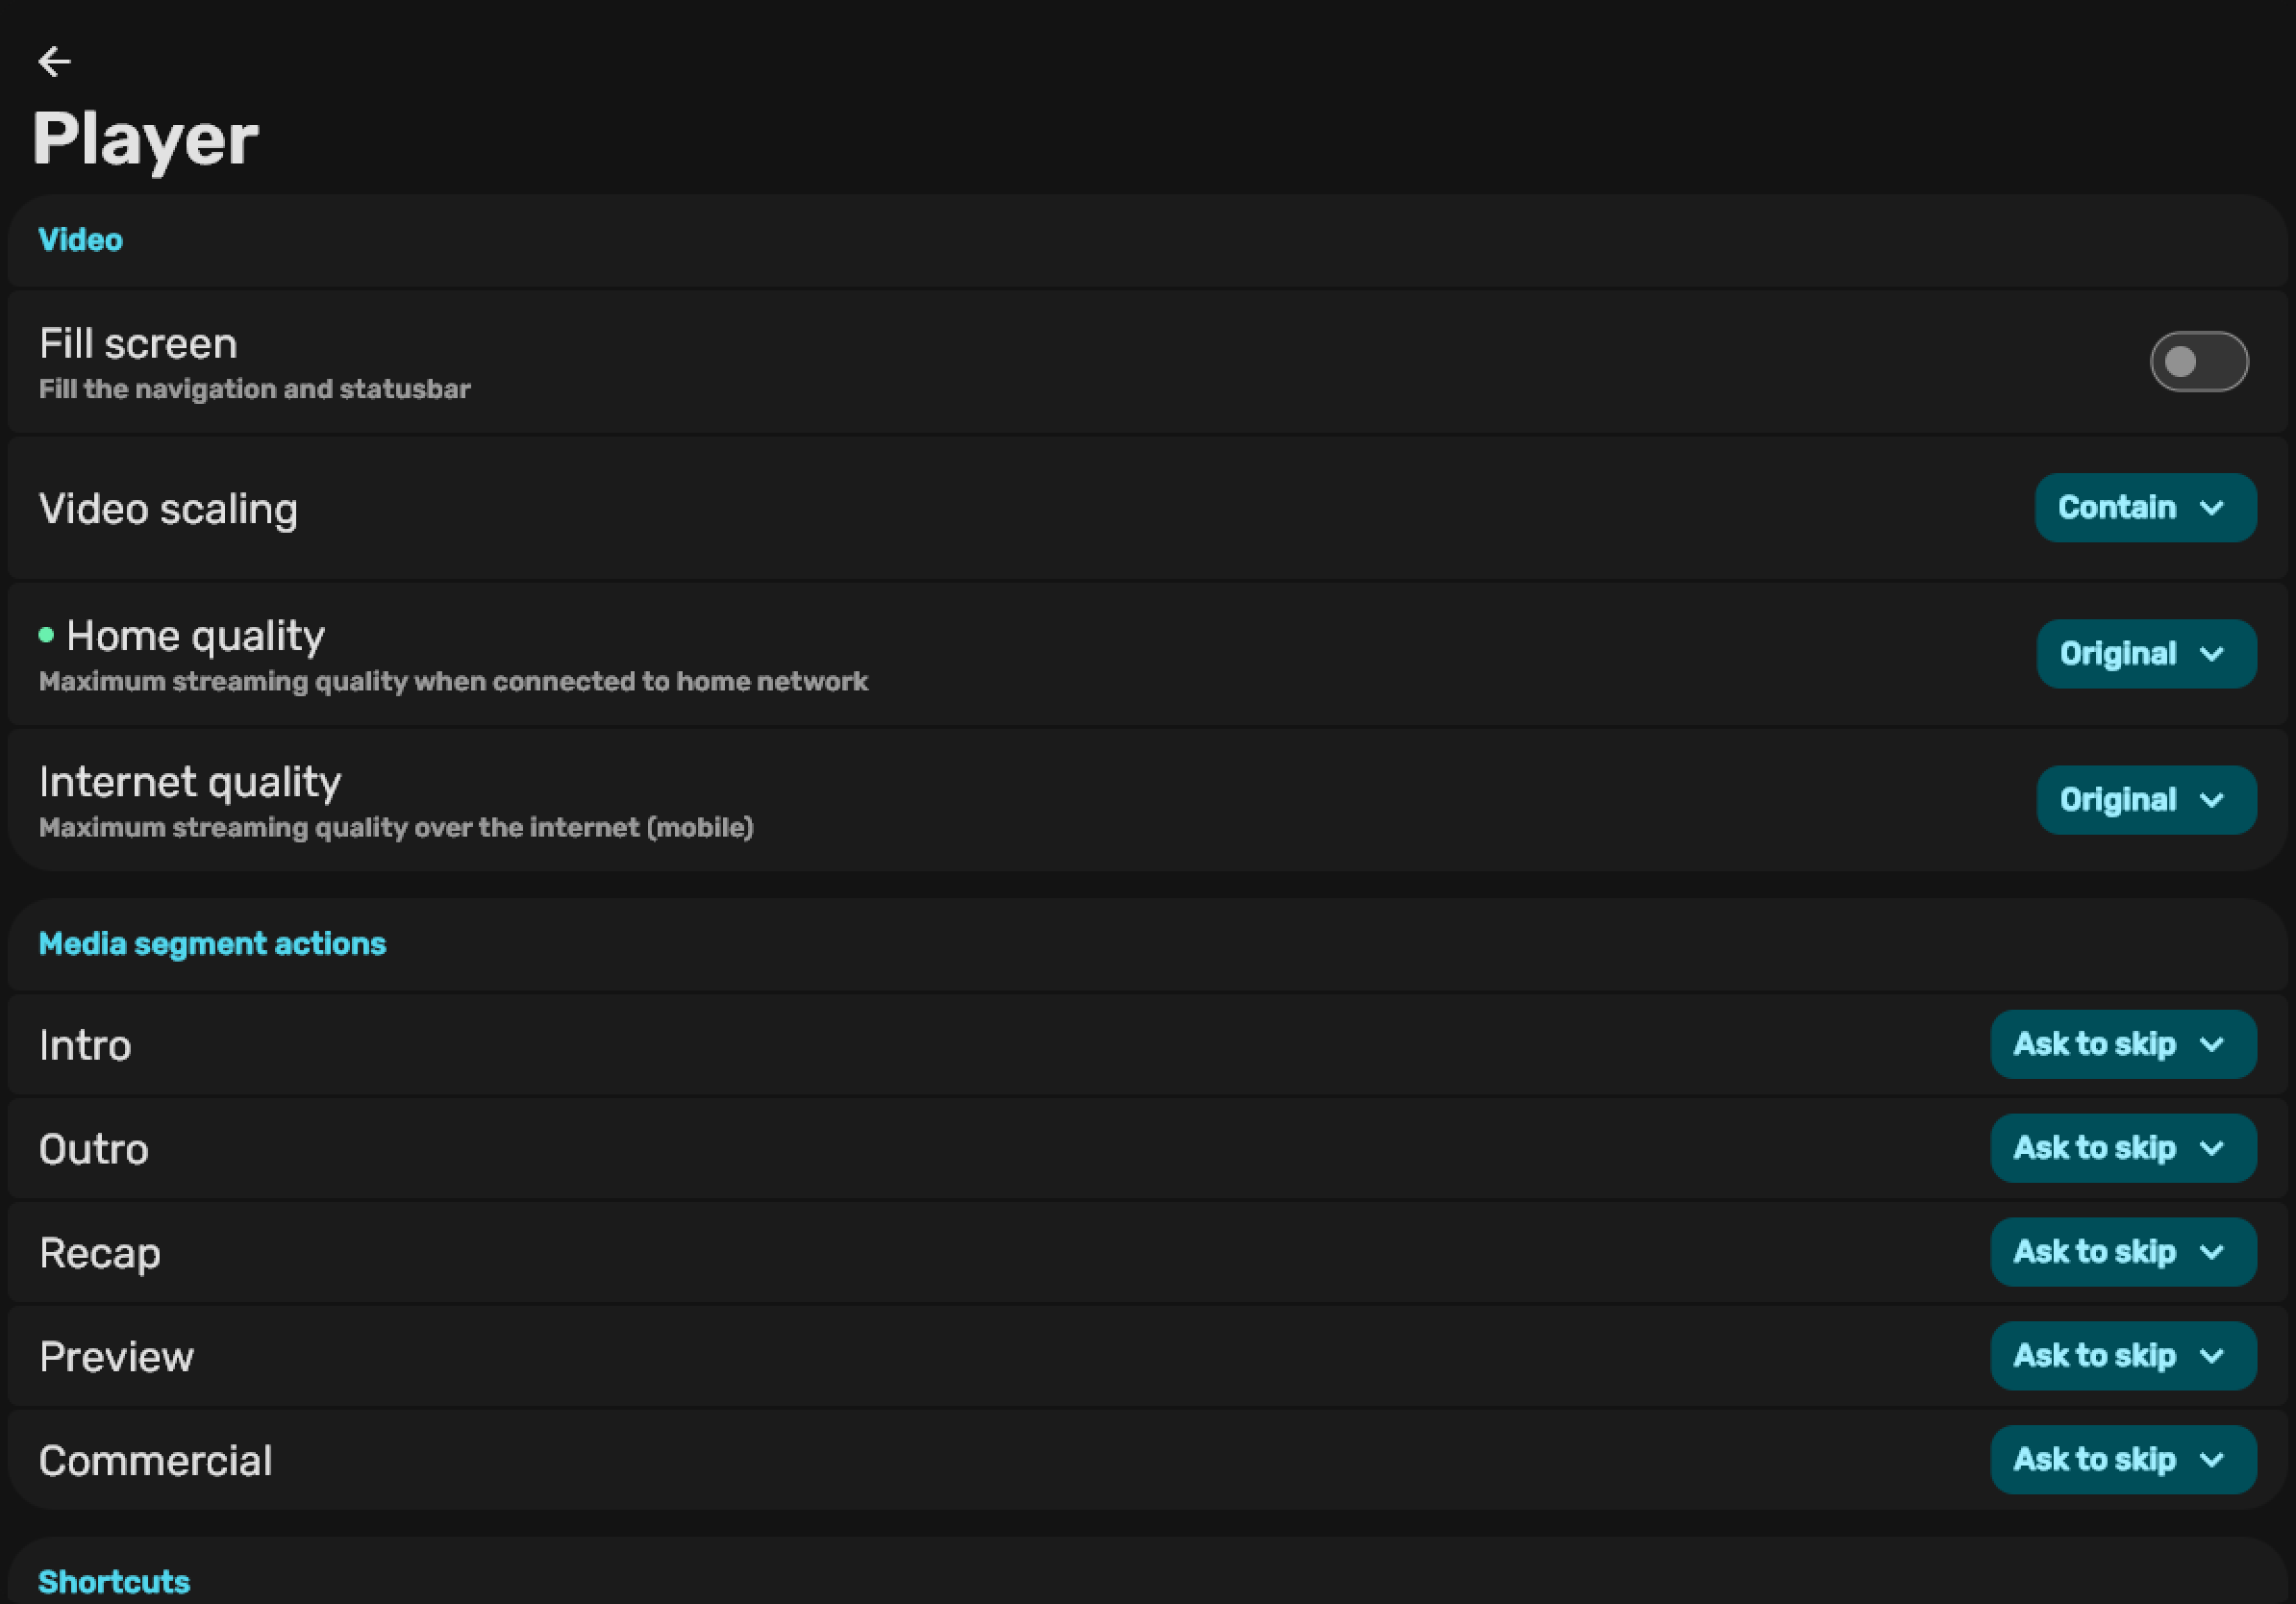 Player
Video
Fill screen
Fill the navigation and statusbar
Video scaling
Contain
Home quality
Maximum streaming quality when connected to home network
Original
Internet quality
Maximum streaming quality over the internet (mobile)
Original
Media segment actions
Intro
Ask to skip
Outro
Ask to skip
Recap
Ask to skip
Preview
Ask to skip
Commercial
Ask to skip
Shortcuts